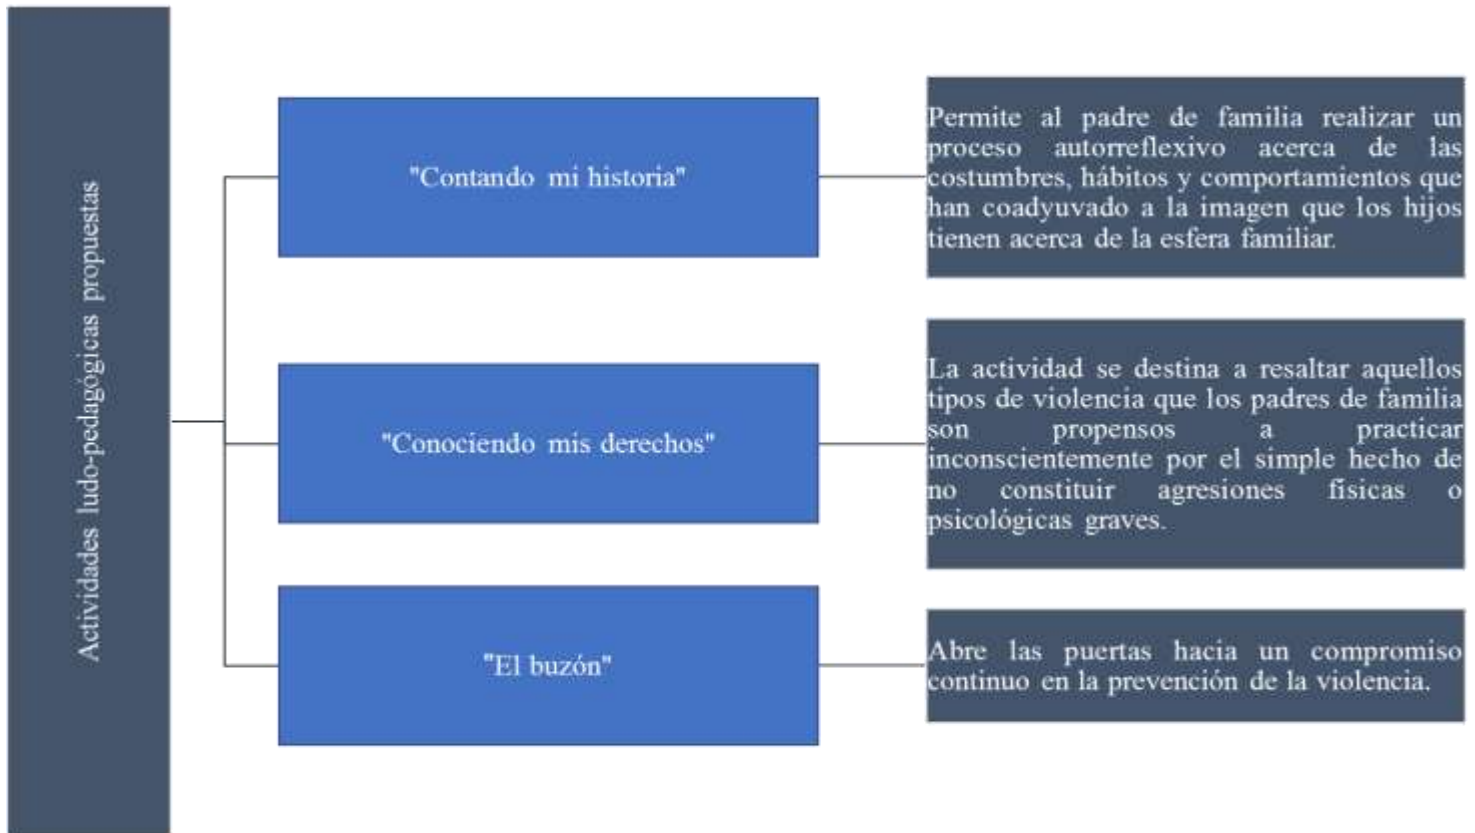 Actividades ludo-pedagógicas propuestas
"Contando mi historia"
Permite al padre de familia realizar un
proceso autorreflexivo acerca de las
costumbres, hábitos y comportamientos que
han coadyuvado a la imagen que los hijos
tienen acerca de la esfera familiar.
"Conociendo mis derechos"
La actividad se destina a resaltar aquellos
tipos de violencia que los padres de familia
son propensos a practicar
inconscientemente por el simple hecho de
no constituir agresiones físicas o
psicológicas graves.
"El buzón"
Abre las puertas hacia un compromiso
continuo en la prevención de la violencia.